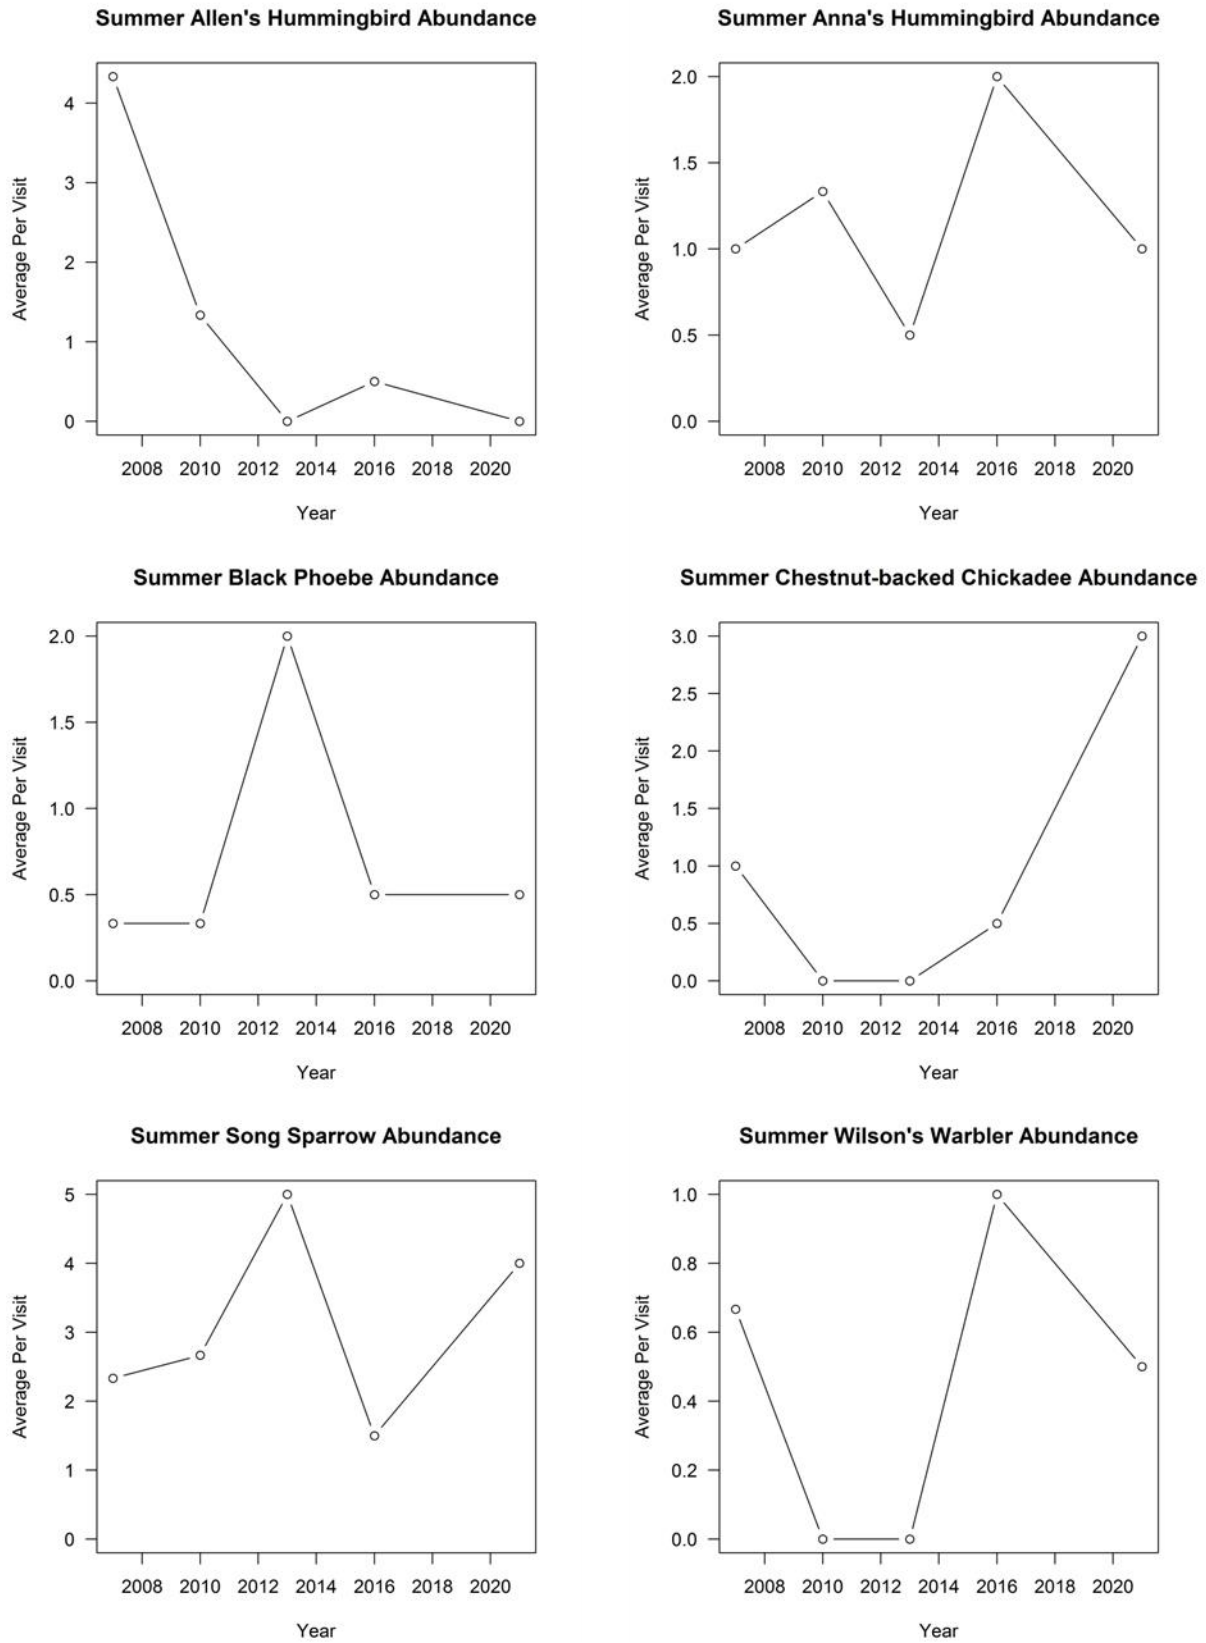 Summer Allen's Hummingbird Abundance
Average Per Visit
4
3
2
1
0
2008 2010 2012 2014 2016 2018 2020
Year
Summer Anna's Hummingbird Abundance
Average Per Visit
2.0
1.5
1.0
0.5
0.0
2008 2010 2012 2014 2016 2018 2020
Year
Summer Black Phoebe Abundance
Average Per Visit
2.0
1.5
1.0
0.5
0.0
2008 2010 2012 2014 2016 2018 2020
Year
Summer Chestnut-backed Chickadee Abundance
Average Per Visit
3.0
2.5
2.0
1.5
1.0
0.5
0.0
2008 2010 2012 2014 2016 2018 2020
Year
Summer Song Sparrow Abundance
Average Per Visit
5
4
3
2
1
0
2008 2010 2012 2014 2016 2018 2020
Year
Summer Wilson's Warbler Abundance
Average Per Visit
1.0
0.8
0.6
0.4
0.2
0.0
2008 2010 2012 2014 2016 2018 2020
Year